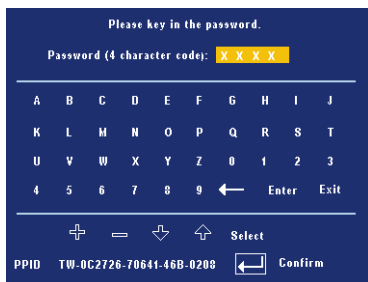 Please key in the password.
Password (4 character code): X X X X
A B C D E F G H I J
K L M N O P Q R S T
U V W X Y Z 0 1 2 3
4 5 6 7 8 9 ← Enter Exit
Select
PPID TW-0C2726-70641-46B-0208 Confirm